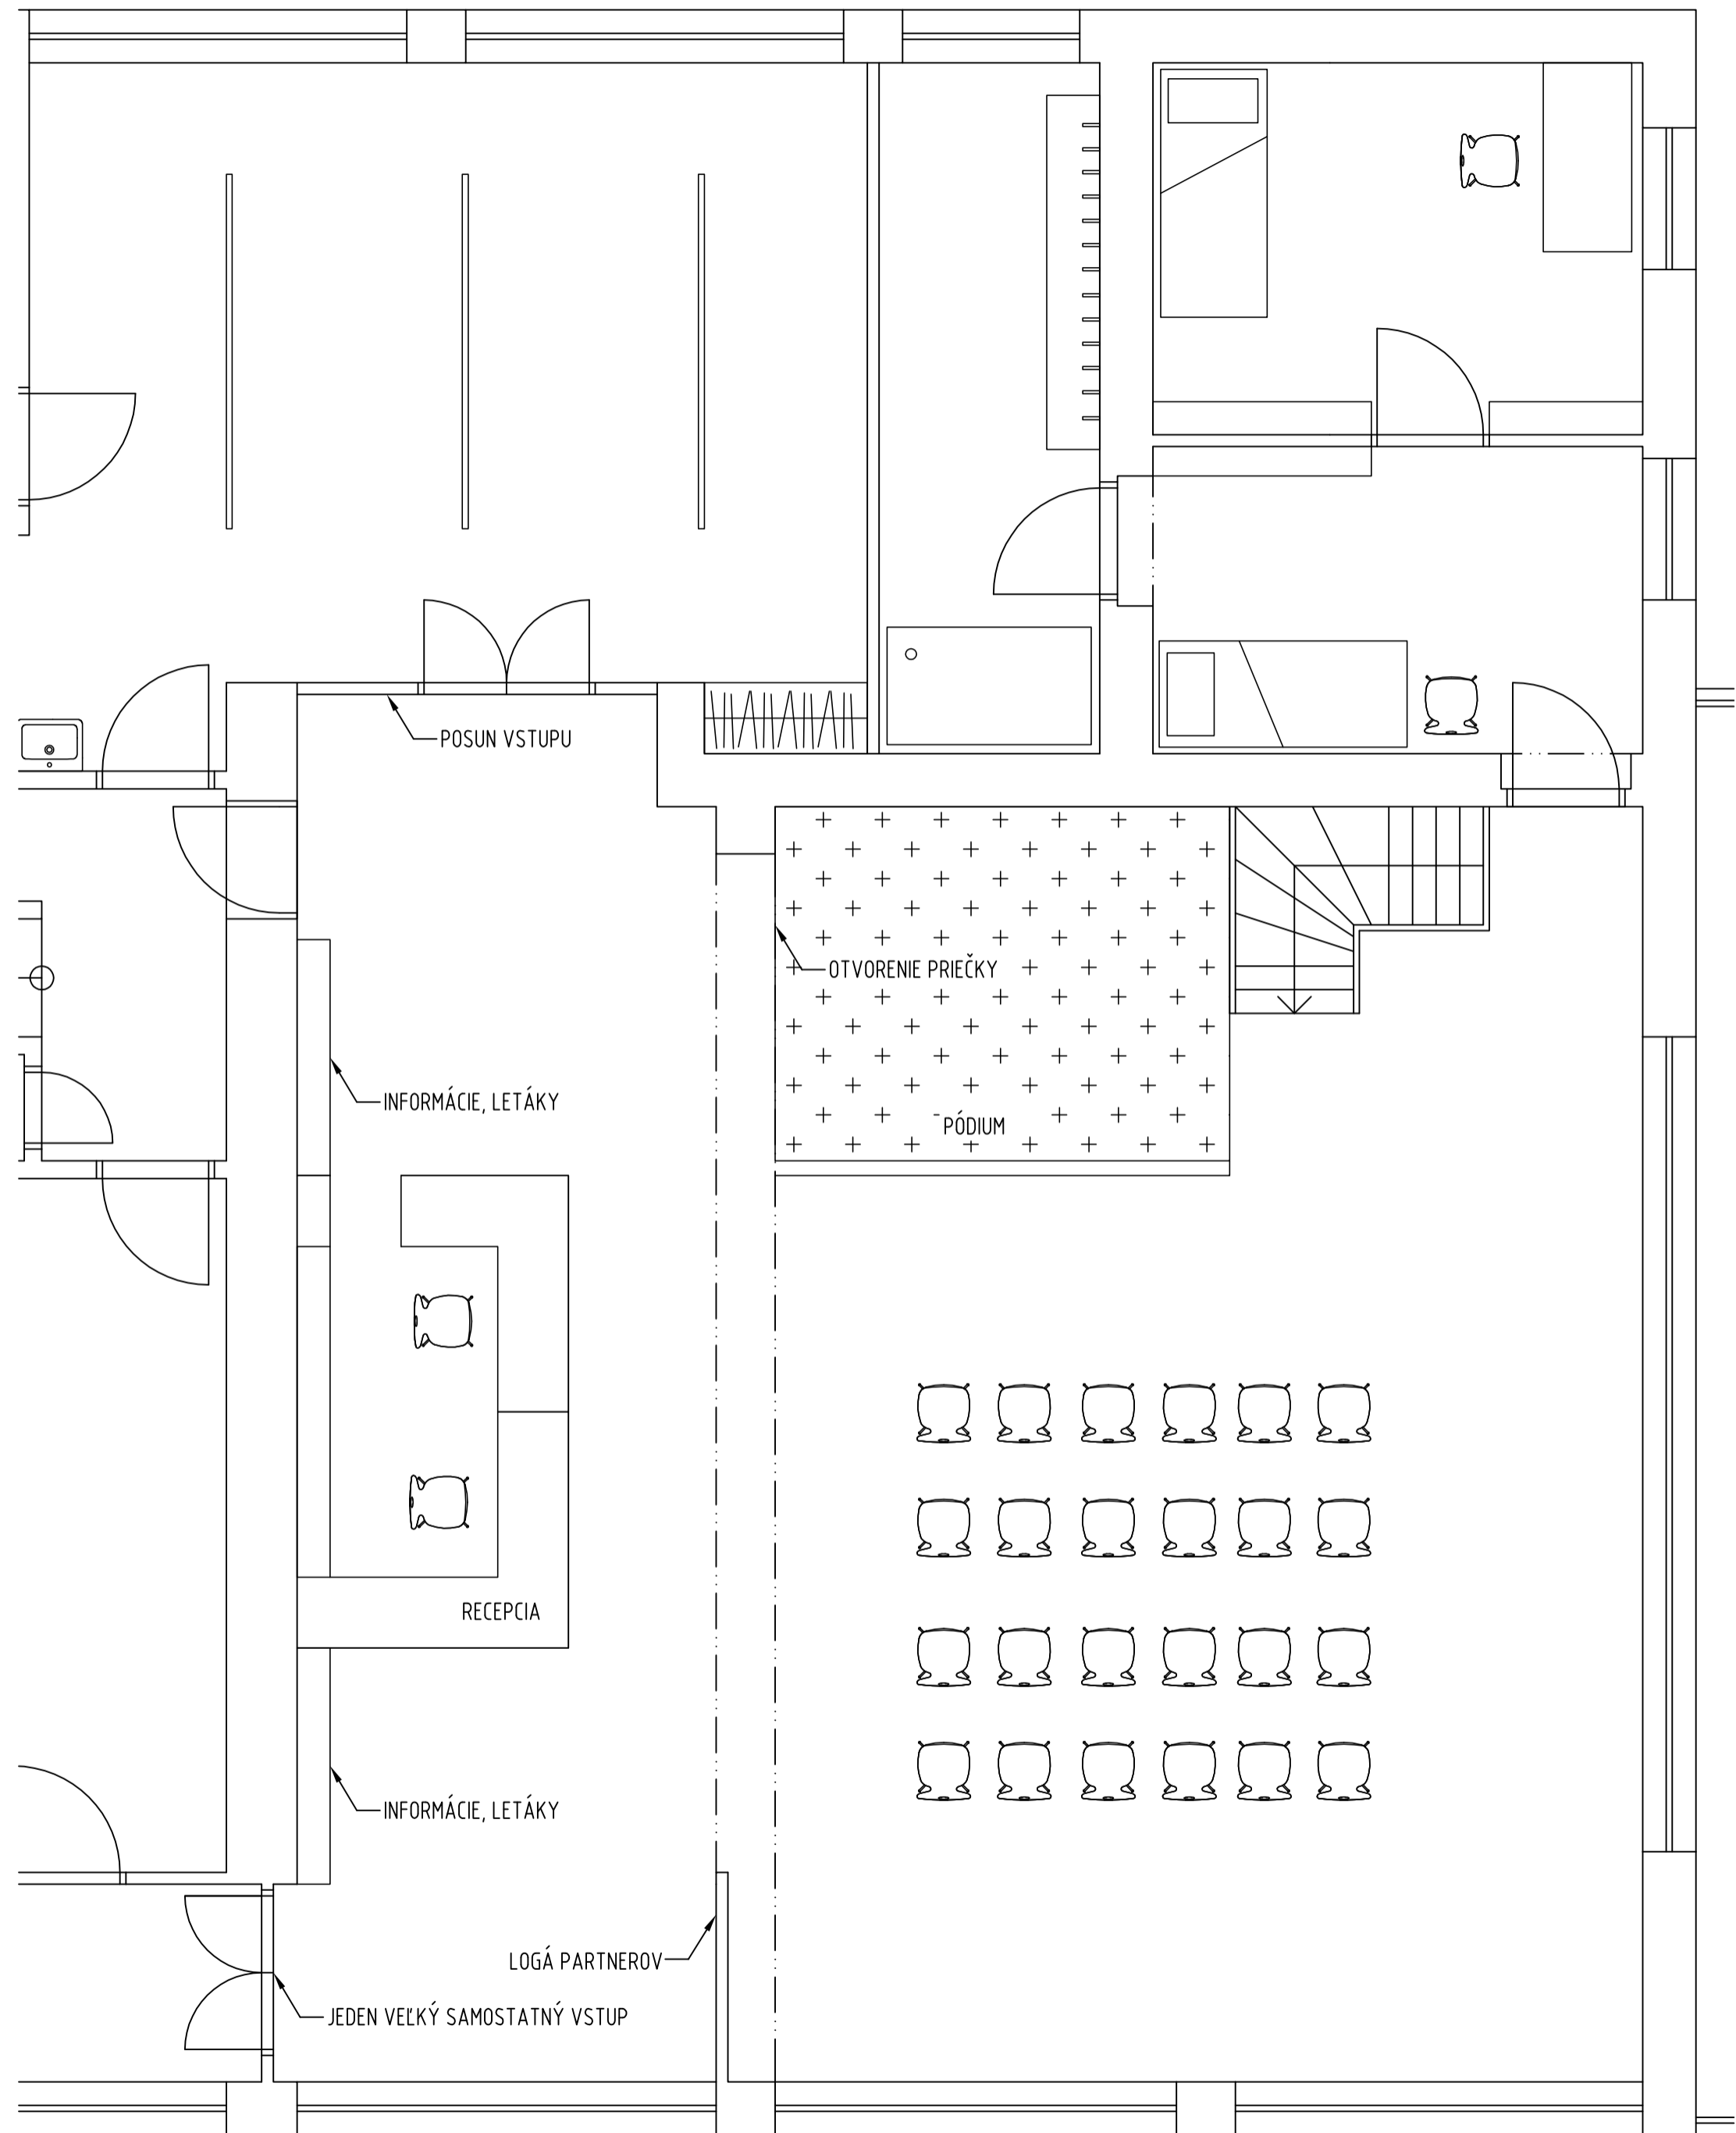 POSUN VSTUPU
OTVORENIE PRIEČKY
INFORMÁCIE, LETÁKY
PÓDIUM
RECEPCIA
INFORMÁCIE, LETÁKY
LOGÁ PARTNEROV
JEDEN VEĽKÝ SAMOSTATNÝ VSTUP